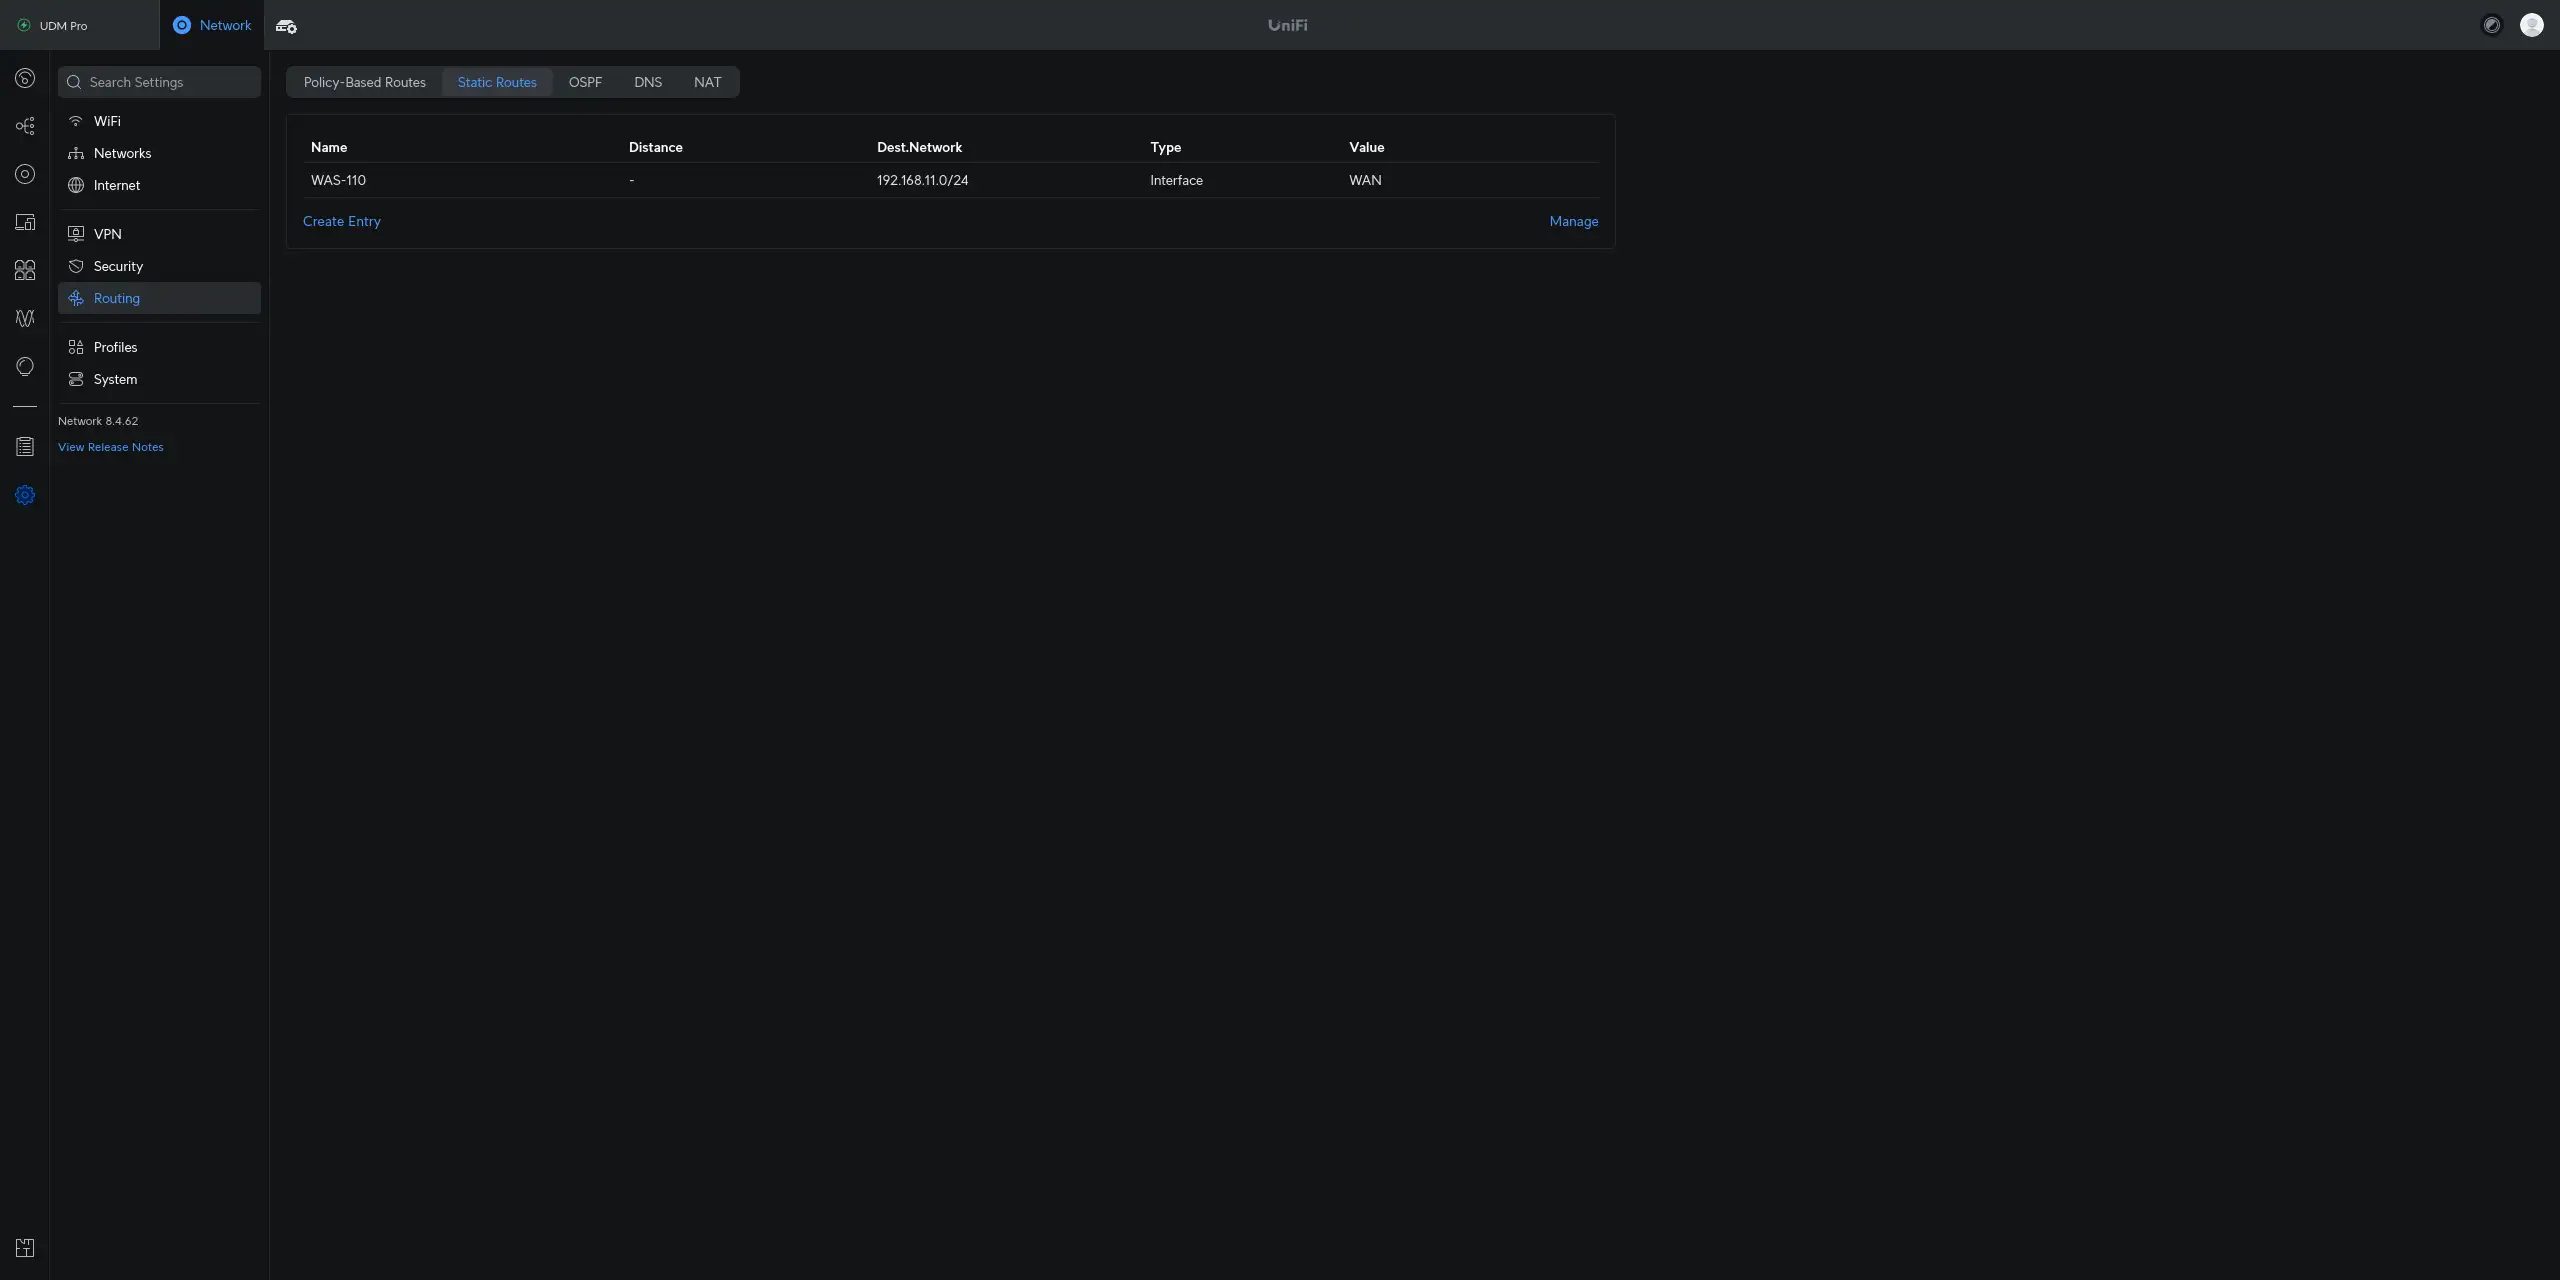 UDM Pro
Network
UniFi
Search Settings
WiFi
Networks
Internet
VPN
Security
Routing
Profiles
System
Network 8.4.62
View Release Notes
Policy-Based Routes Static Routes OSPF DNS NAT
Name Distance Dest.Network Type Value
WAS-110 - 192.168.11.0/24 Interface WAN
Create Entry Manage